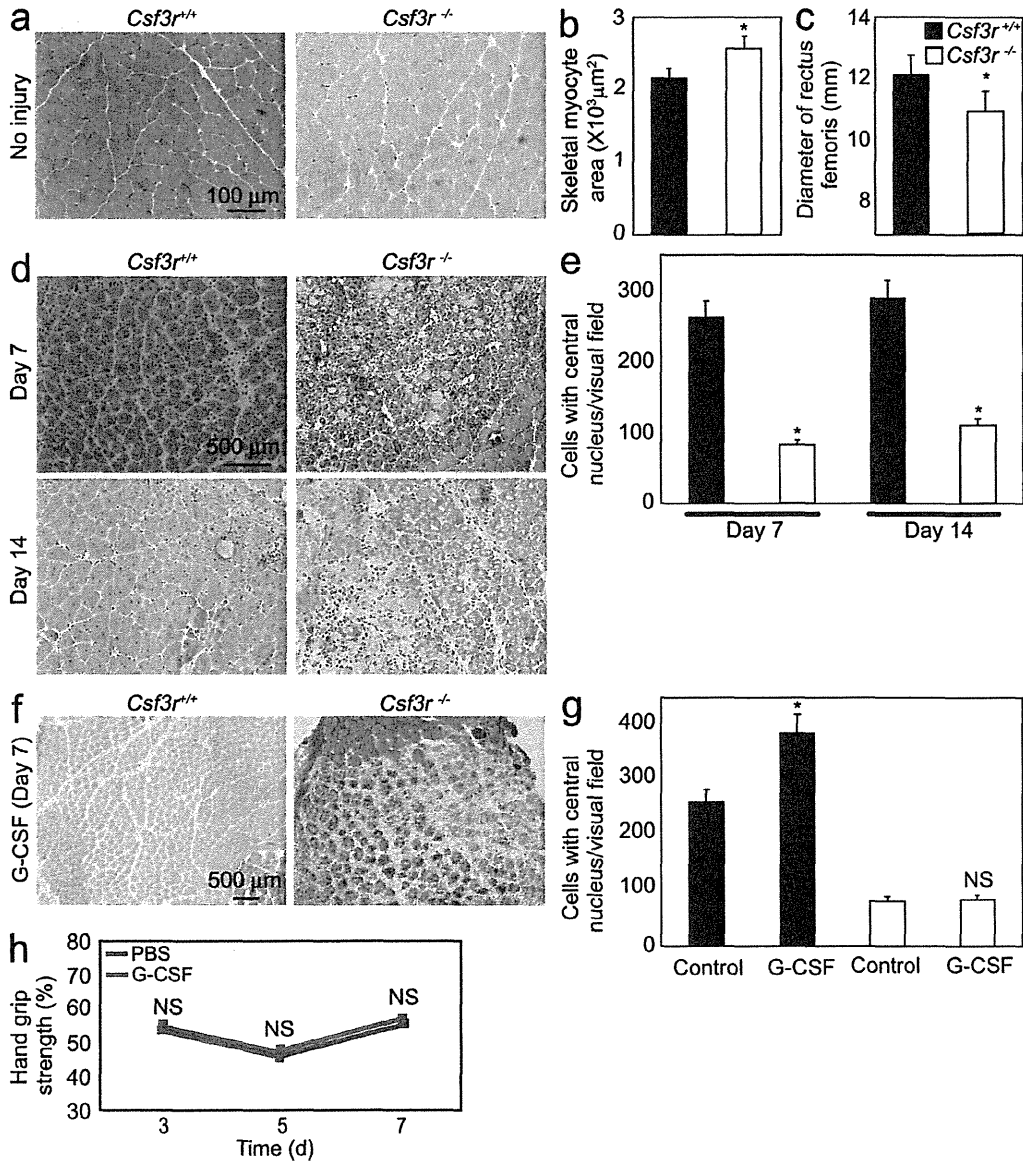 a
Csf3r+/+
Csf3r -/-
No injury
100 µm
b
Skeletal myocyte
area (X10³µm²)
3
2
1
0
*
c
Diameter of rectus
femoris (mm)
14
12
10
8
*
Csf3r+/+
Csf3r -/-
d
Csf3r+/+
Csf3r -/-
Day 7
500 µm
Day 14
e
Cells with central
nucleus/visual field
300
200
100
0
*
*
Day 7
Day 14
f
Csf3r+/+
Csf3r -/-
G-CSF (Day 7)
500 µm
g
Cells with central
nucleus/visual field
400
300
200
100
0
*
NS
Control
G-CSF
Control
G-CSF
h
Hand grip
strength (%)
80
70
60
50
40
30
PBS
G-CSF
NS
NS
NS
3
5
7
Time (d)